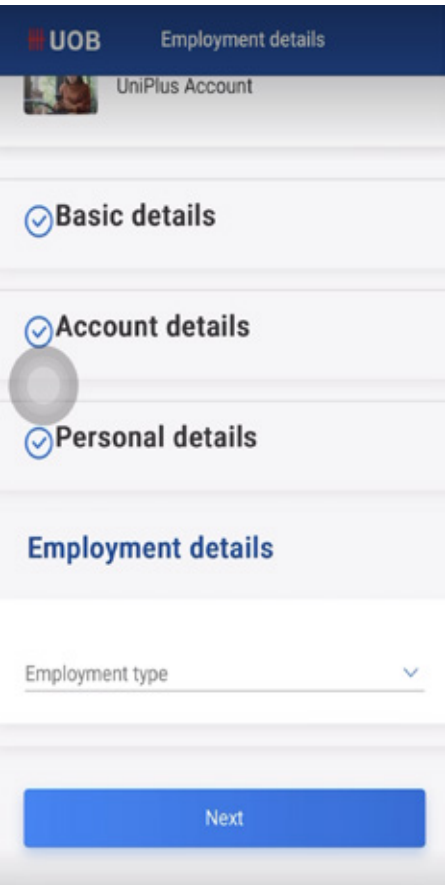 UOB Employment details
UniPlus Account
Basic details
Account details
Personal details
Employment details
Employment type
Next